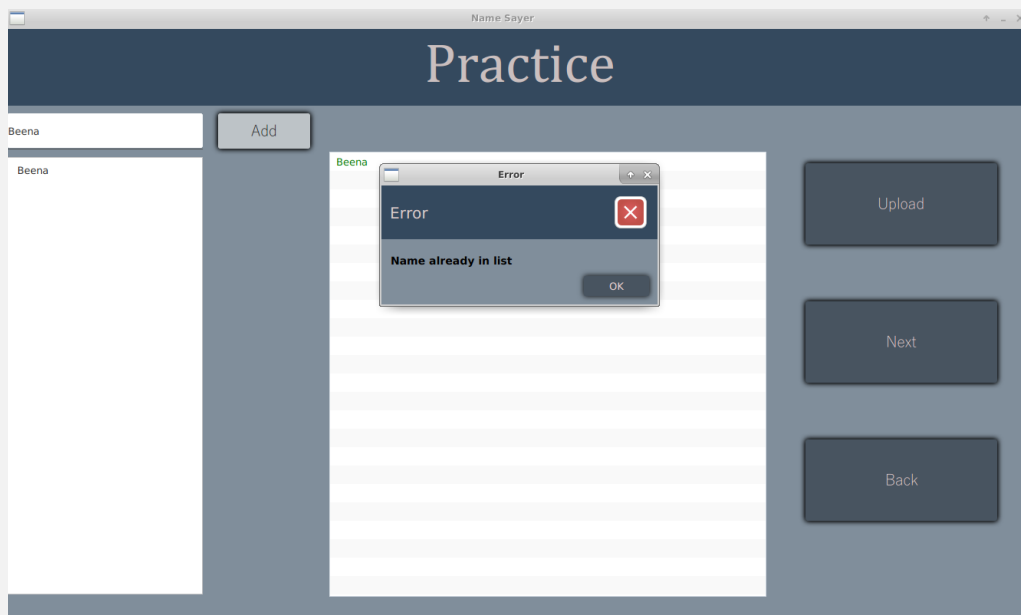 Name Sayer
Practice
Beena
Add
Beena
Beena
Error
Error
Name already in list
OK
Upload
Next
Back